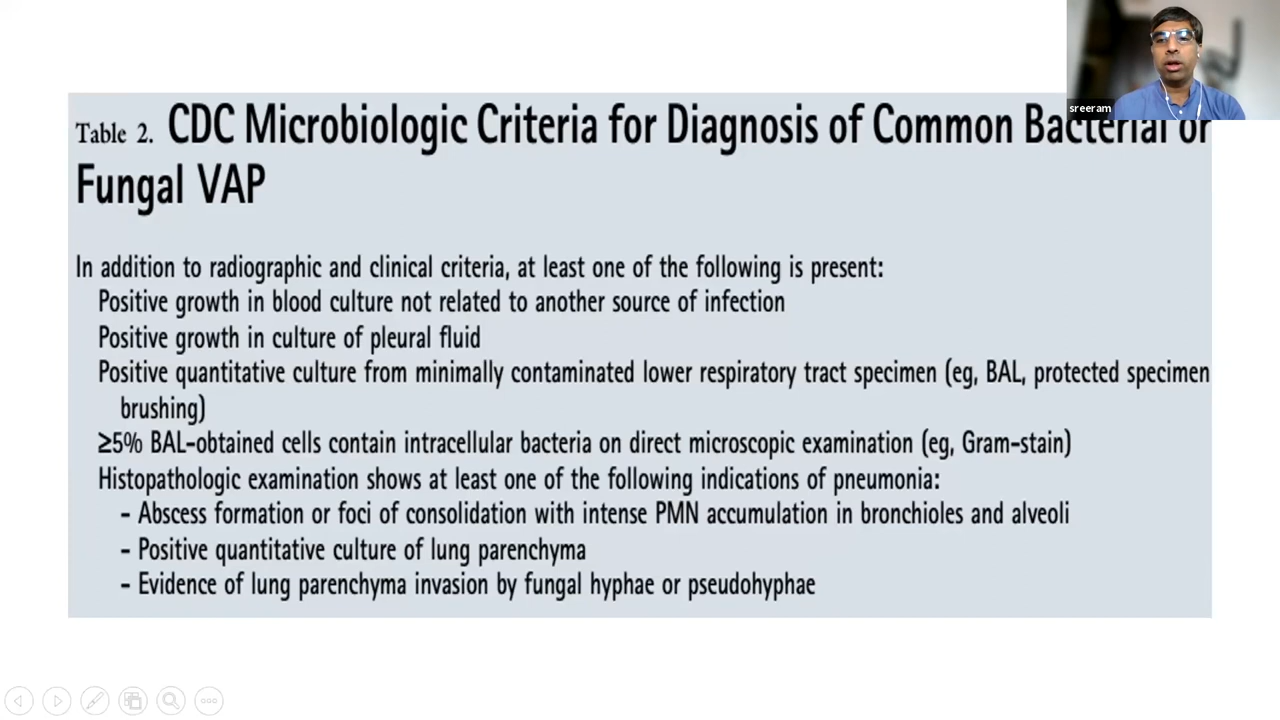 sreeram
Table 2. CDC Microbiologic Criteria for Diagnosis of Common Bacterial or
Fungal VAP
In addition to radiographic and clinical criteria, at least one of the following is present:
Positive growth in blood culture not related to another source of infection
Positive growth in culture of pleural fluid
Positive quantitative culture from minimally contaminated lower respiratory tract specimen (eg, BAL, protected specimen
brushing)
≥5% BAL-obtained cells contain intracellular bacteria on direct microscopic examination (eg, Gram-stain)
Histopathologic examination shows at least one of the following indications of pneumonia:
– Abscess formation or foci of consolidation with intense PMN accumulation in bronchioles and alveoli
– Positive quantitative culture of lung parenchyma
– Evidence of lung parenchyma invasion by fungal hyphae or pseudohyphae